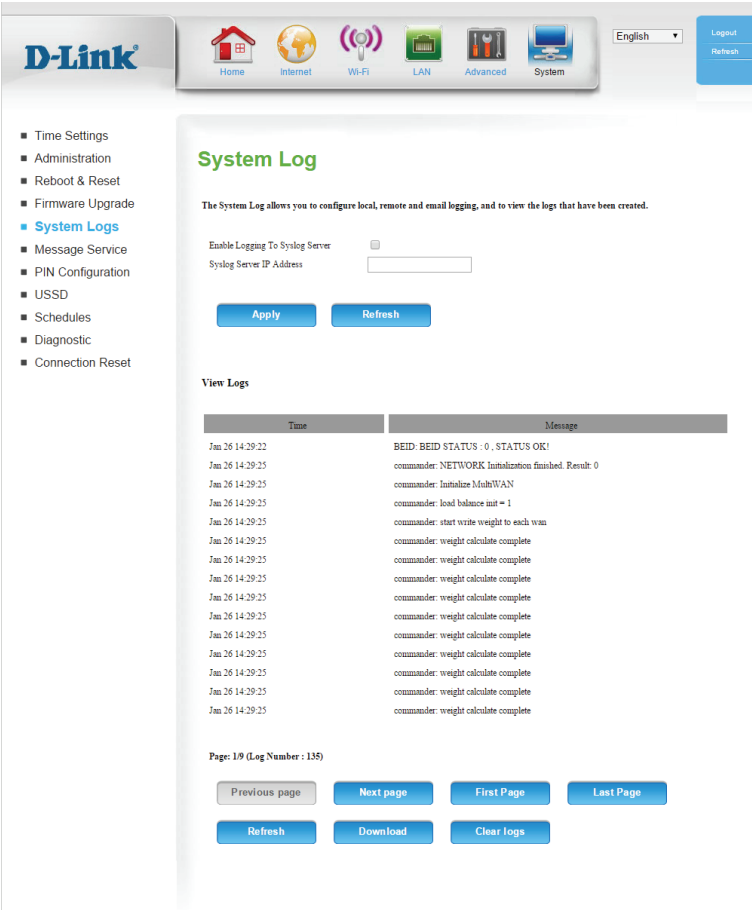 D-Link®
Home Internet Wi-Fi LAN Advanced System
English
Logout
Refresh
Time Settings
Administration
Reboot & Reset
Firmware Upgrade
System Logs
Message Service
PIN Configuration
USSD
Schedules
Diagnostic
Connection Reset
System Log
The System Log allows you to configure local, remote and email logging, and to view the logs that have been created.
Enable Logging To Syslog Server
Syslog Server IP Address
Apply Refresh
View Logs
Time Message
Jan 26 14:29:22 BEID: BEID STATUS : 0 , STATUS OK!
Jan 26 14:29:25 commander: NETWORK Initialization finished. Result: 0
Jan 26 14:29:25 commander: Initialize MultiWAN
Jan 26 14:29:25 commander: load balance init = 1
Jan 26 14:29:25 commander: start write weight to each wan
Jan 26 14:29:25 commander: weight calculate complete
Jan 26 14:29:25 commander: weight calculate complete
Jan 26 14:29:25 commander: weight calculate complete
Jan 26 14:29:25 commander: weight calculate complete
Jan 26 14:29:25 commander: weight calculate complete
Jan 26 14:29:25 commander: weight calculate complete
Jan 26 14:29:25 commander: weight calculate complete
Jan 26 14:29:25 commander: weight calculate complete
Jan 26 14:29:25 commander: weight calculate complete
Jan 26 14:29:25 commander: weight calculate complete
Page: 1/9 (Log Number : 135)
Previous page Next page First Page Last Page
Refresh Download Clear logs